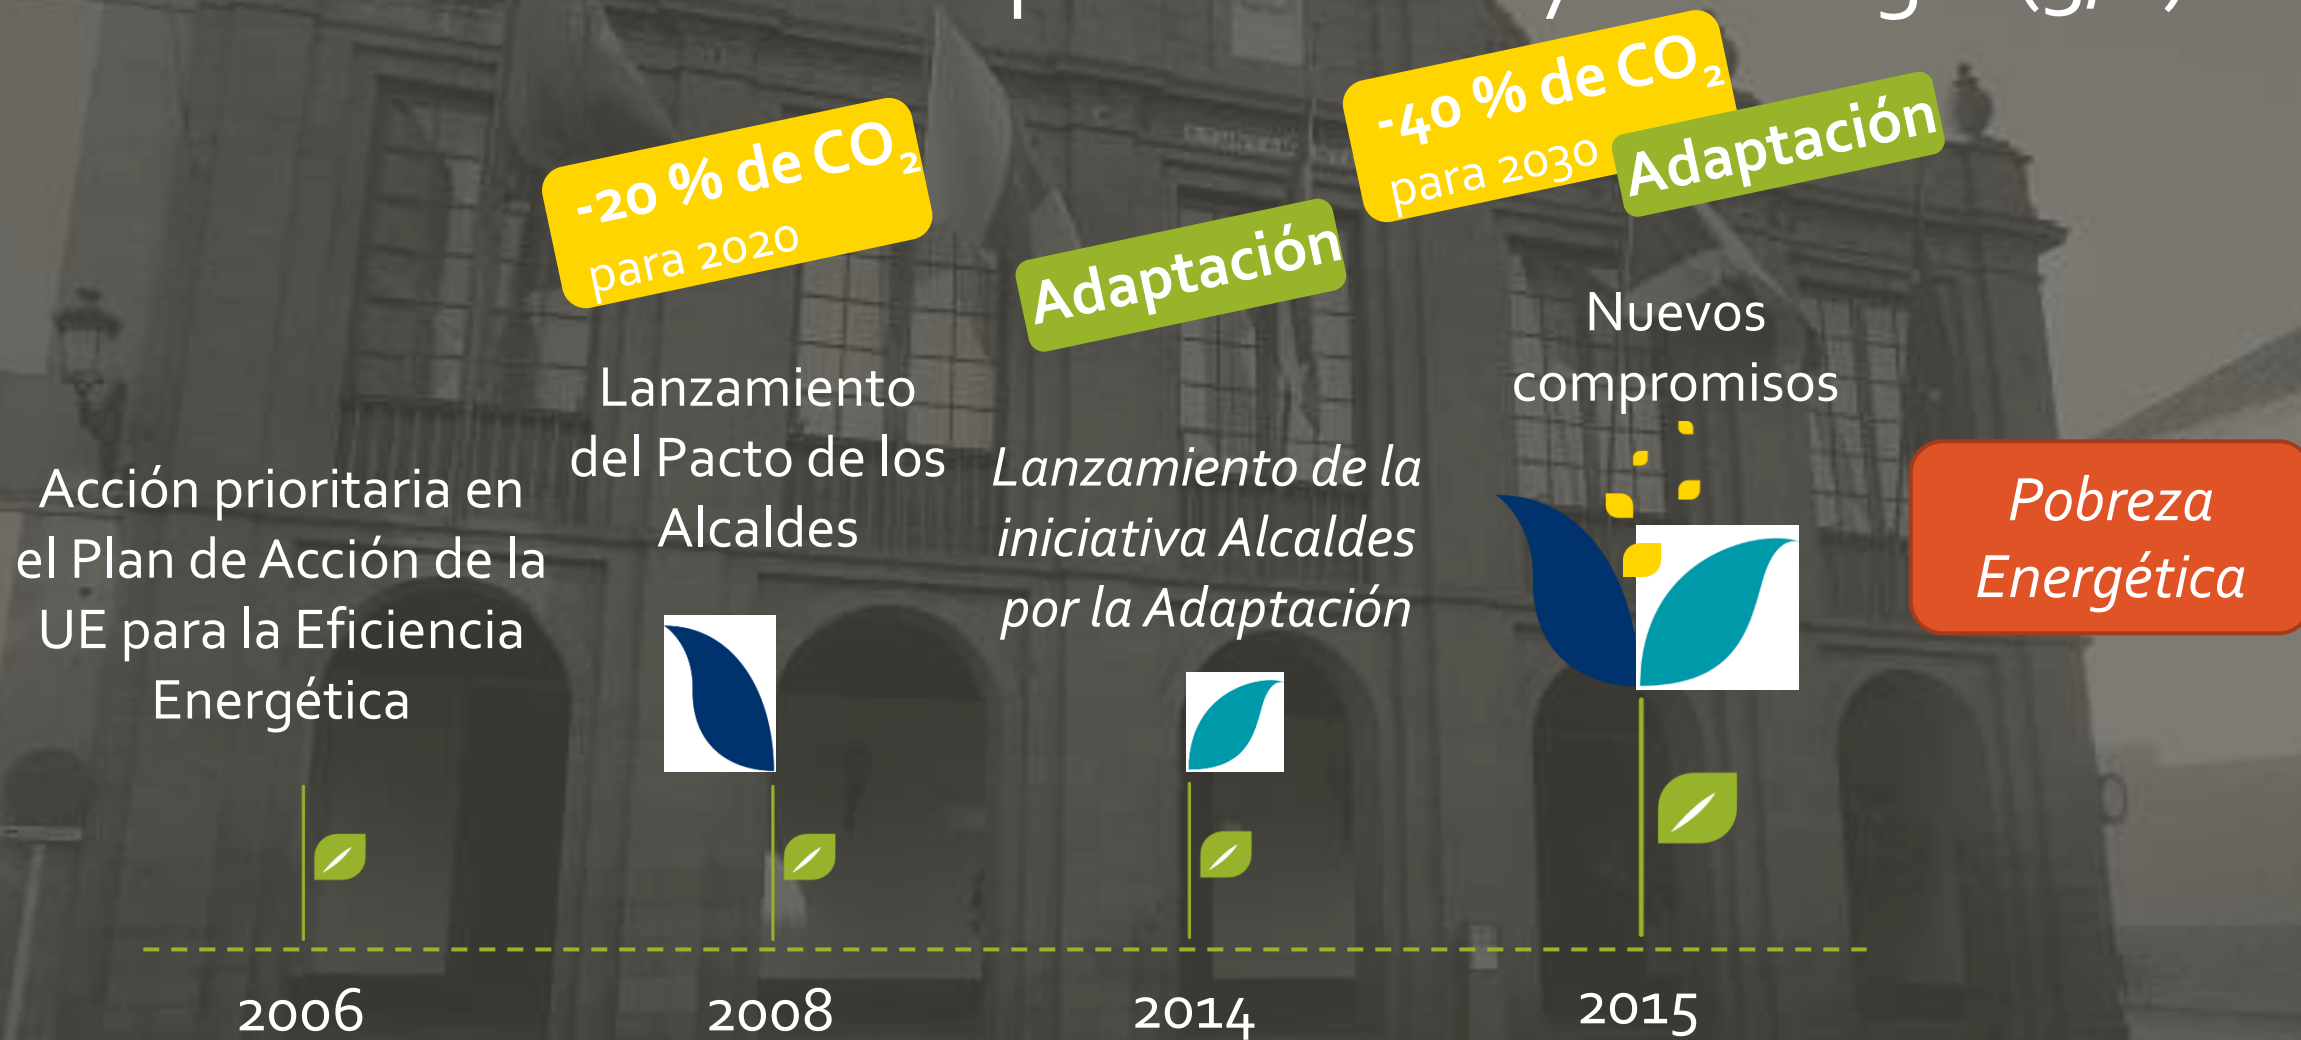 -20 % de CO₂
para 2020
Adaptación
-40 % de CO₂
para 2030
Adaptación
Acción prioritaria en
el Plan de Acción de la
UE para la Eficiencia
Energética
Lanzamiento
del Pacto de los
Alcaldes
Lanzamiento de la
iniciativa Alcaldes
por la Adaptación
Nuevos
compromisos
Pobreza
Energética
2006
2008
2014
2015